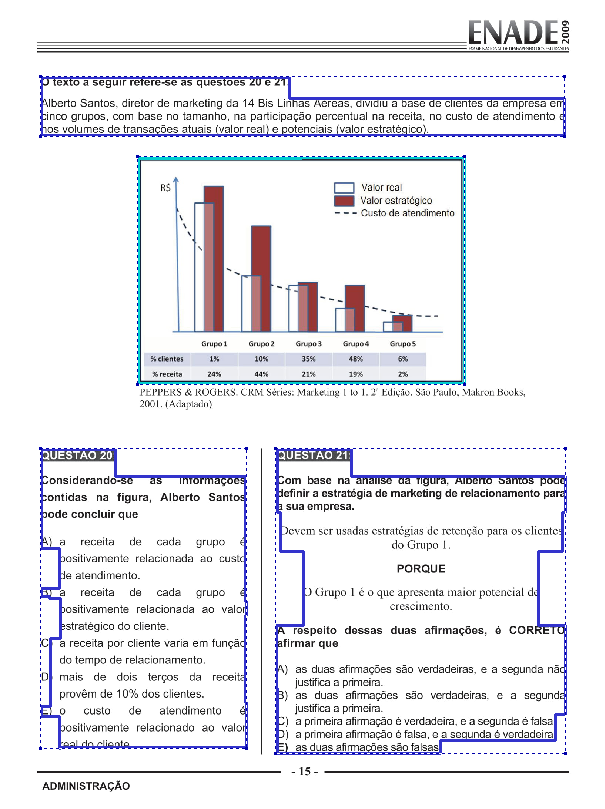 ENADE 2009
EXAME NACIONAL DE DESEMPENHO DOS ESTUDANTES
O texto a seguir refere-se às questões 20 e 21
Alberto Santos, diretor de marketing da 14 Bis Linhas Aéreas, dividiu a base de clientes da empresa em
cinco grupos, com base no tamanho, na participação percentual na receita, no custo de atendimento e
nos volumes de transações atuais (valor real) e potenciais (valor estratégico).
R$
Valor real
Valor estratégico
Custo de atendimento
Grupo 1 Grupo 2 Grupo 3 Grupo 4 Grupo 5
% clientes 1% 10% 35% 48% 6%
% receita 24% 44% 21% 19% 2%
PEPPERS & ROGERS. CRM Séries: Marketing 1 to 1, 2ª Edição. São Paulo, Makron Books,
2001. (Adaptado)
QUESTÃO 20
Considerando-se as informações
contidas na figura, Alberto Santos
pode concluir que
A) a receita de cada grupo é
positivamente relacionada ao custo
de atendimento.
B) a receita de cada grupo é
positivamente relacionada ao valor
estratégico do cliente.
C) a receita por cliente varia em função
do tempo de relacionamento.
D) mais de dois terços da receita
provêm de 10% dos clientes.
E) o custo de atendimento é
positivamente relacionado ao valor
real do cliente
QUESTÃO 21
Com base na análise da figura, Alberto Santos pode
definir a estratégia de marketing de relacionamento para
a sua empresa.
Devem ser usadas estratégias de retenção para os clientes
do Grupo 1.
PORQUE
O Grupo 1 é o que apresenta maior potencial de
crescimento.
A respeito dessas duas afirmações, é CORRETO
afirmar que
A) as duas afirmações são verdadeiras, e a segunda não
justifica a primeira.
B) as duas afirmações são verdadeiras, e a segunda
justifica a primeira.
C) a primeira afirmação é verdadeira, e a segunda é falsa
D) a primeira afirmação é falsa, e a segunda é verdadeira
E) as duas afirmações são falsas
- 15 -
ADMINISTRAÇÃO